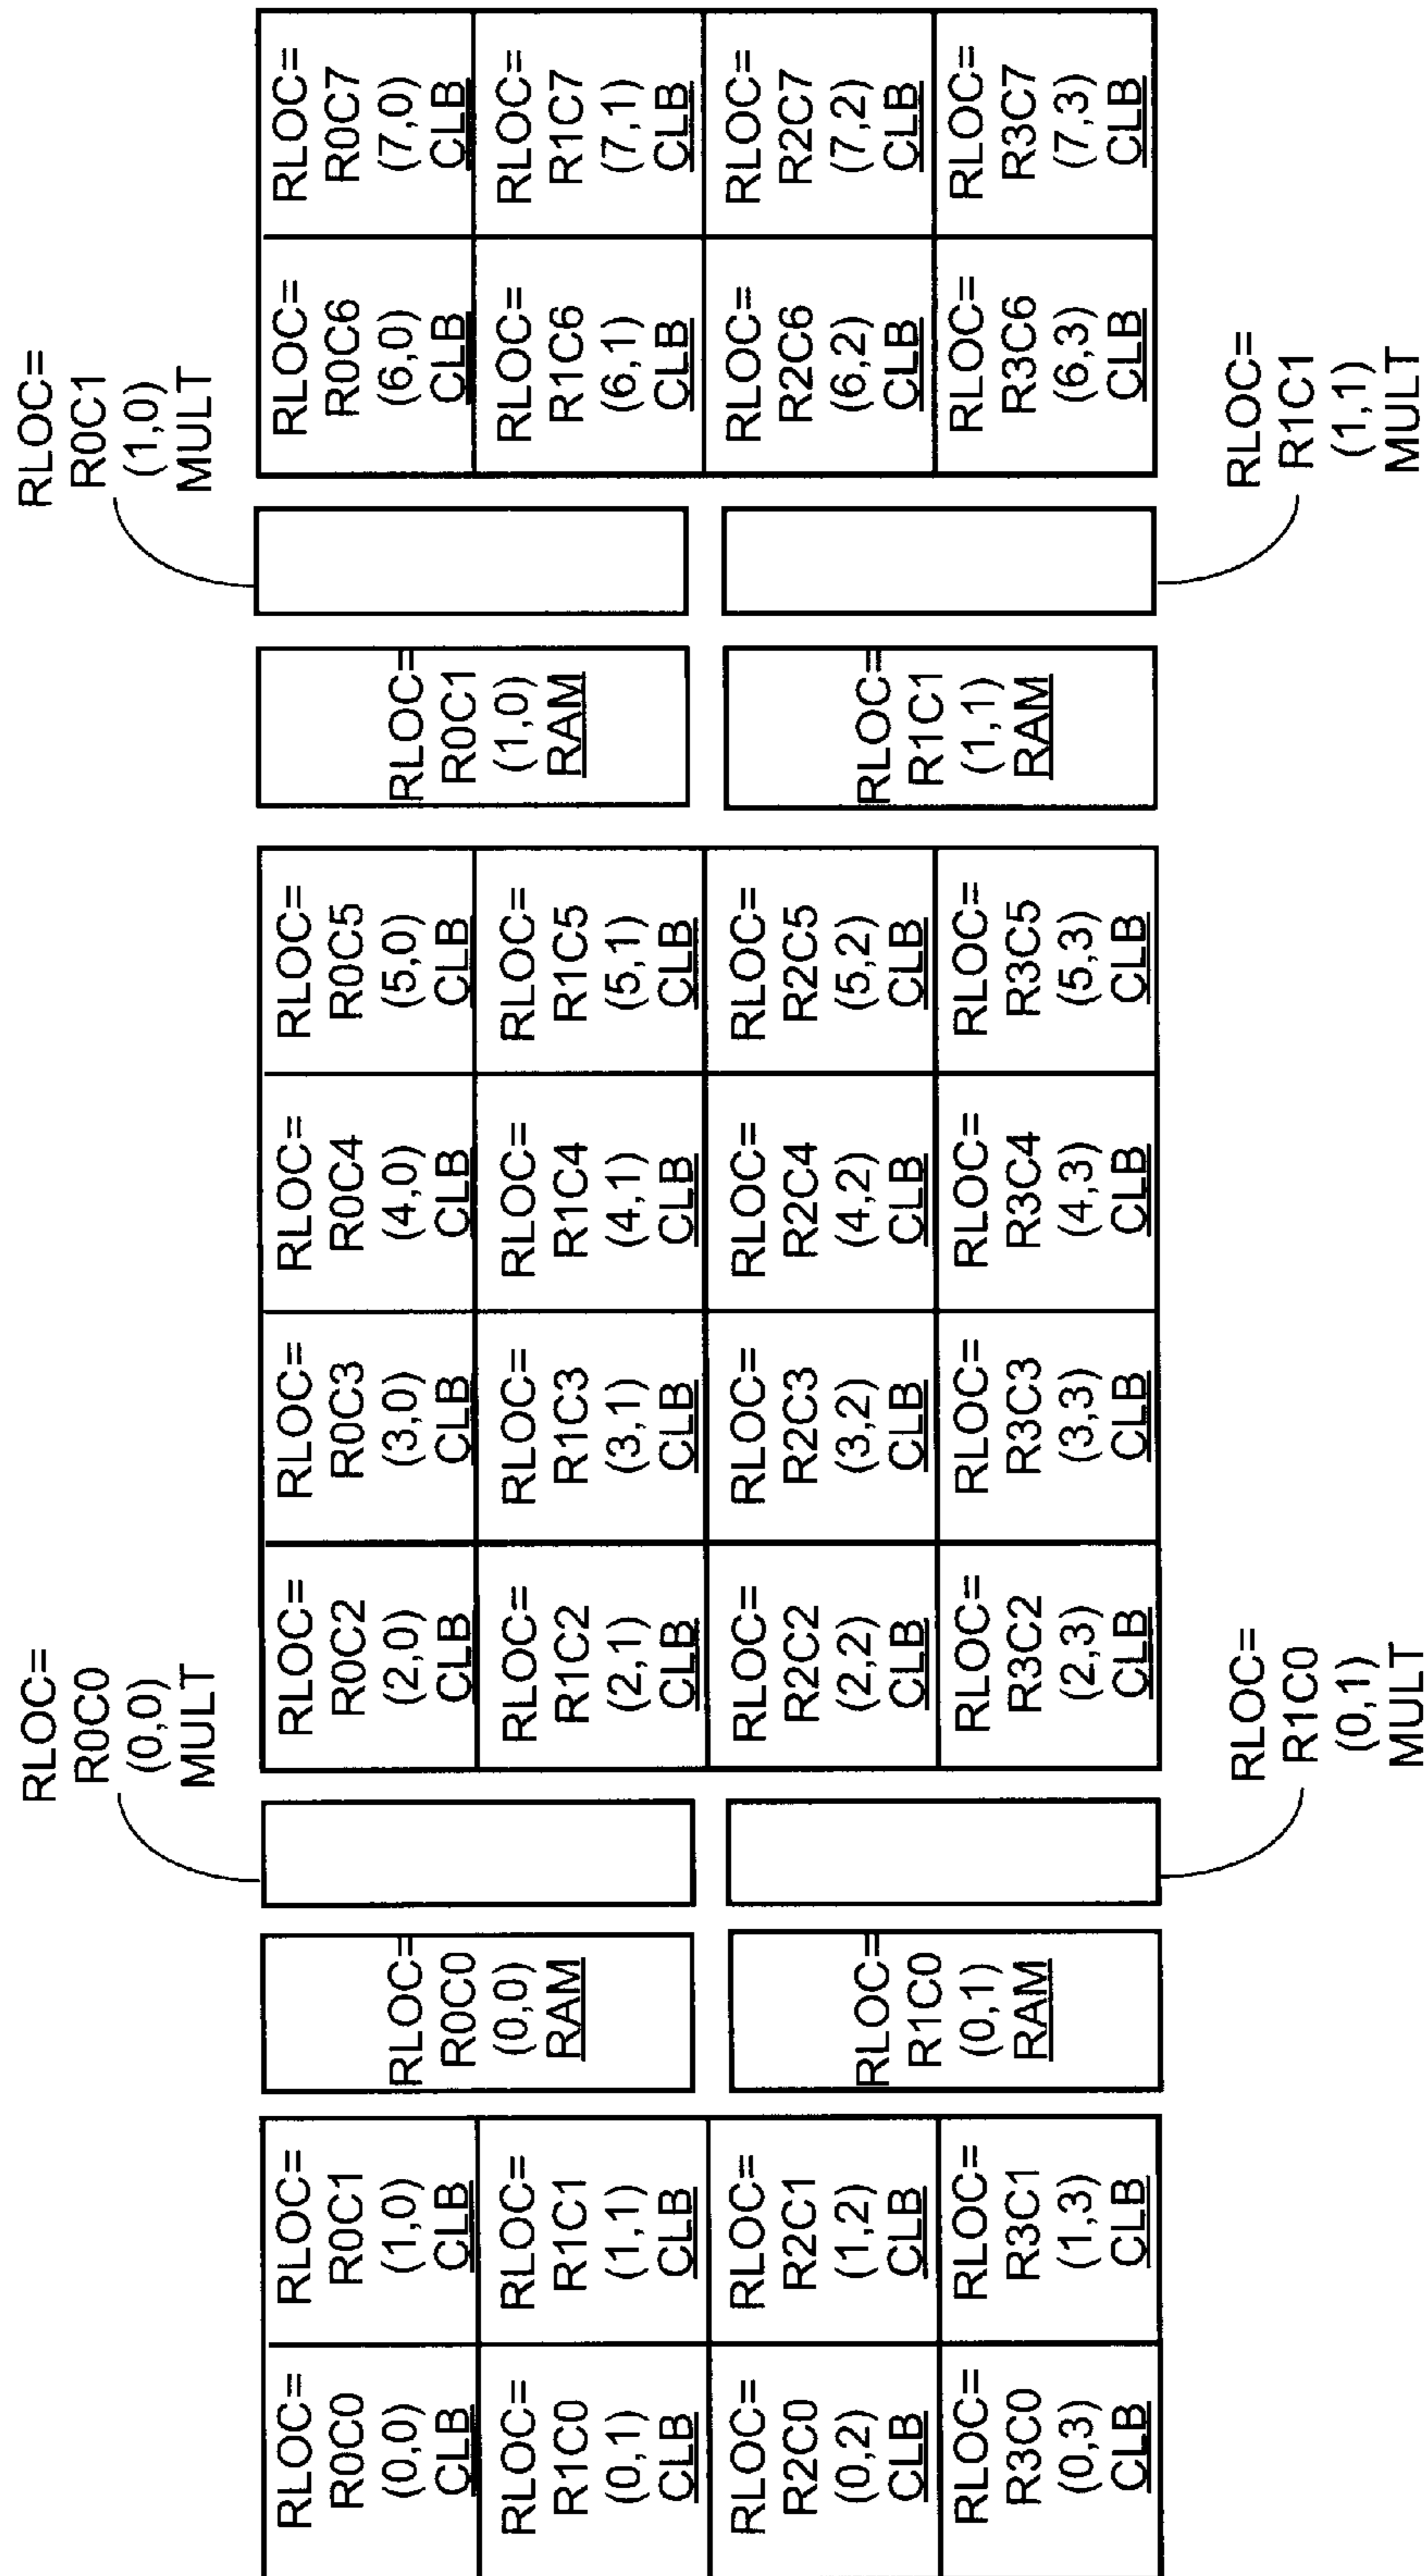 RLOC=
R0C0
(0,0)
MULT
RLOC=
R0C1
(1,0)
MULT
RLOC=
R0C0
(0,0)
CLB
RLOC=
R0C1
(1,0)
CLB
RLOC=
R1C0
(0,1)
CLB
RLOC=
R1C1
(1,1)
CLB
RLOC=
R2C0
(0,2)
CLB
RLOC=
R2C1
(1,2)
CLB
RLOC=
R3C0
(0,3)
CLB
RLOC=
R3C1
(1,3)
CLB
RLOC=
R0C0
(0,0)
RAM
RLOC=
R1C0
(0,1)
RAM
RLOC=
R0C2
(2,0)
CLB
RLOC=
R0C3
(3,0)
CLB
RLOC=
R0C4
(4,0)
CLB
RLOC=
R0C5
(5,0)
CLB
RLOC=
R1C2
(2,1)
CLB
RLOC=
R1C3
(3,1)
CLB
RLOC=
R1C4
(4,1)
CLB
RLOC=
R1C5
(5,1)
CLB
RLOC=
R2C2
(2,2)
CLB
RLOC=
R2C3
(3,2)
CLB
RLOC=
R2C4
(4,2)
CLB
RLOC=
R2C5
(5,2)
CLB
RLOC=
R3C2
(2,3)
CLB
RLOC=
R3C3
(3,3)
CLB
RLOC=
R3C4
(4,3)
CLB
RLOC=
R3C5
(5,3)
CLB
RLOC=
R0C1
(1,0)
RAM
RLOC=
R1C1
(1,1)
RAM
RLOC=
R0C6
(6,0)
CLB
RLOC=
R0C7
(7,0)
CLB
RLOC=
R1C6
(6,1)
CLB
RLOC=
R1C7
(7,1)
CLB
RLOC=
R2C6
(6,2)
CLB
RLOC=
R2C7
(7,2)
CLB
RLOC=
R3C6
(6,3)
CLB
RLOC=
R3C7
(7,3)
CLB
RLOC=
R1C0
(0,1)
MULT
RLOC=
R1C1
(1,1)
MULT